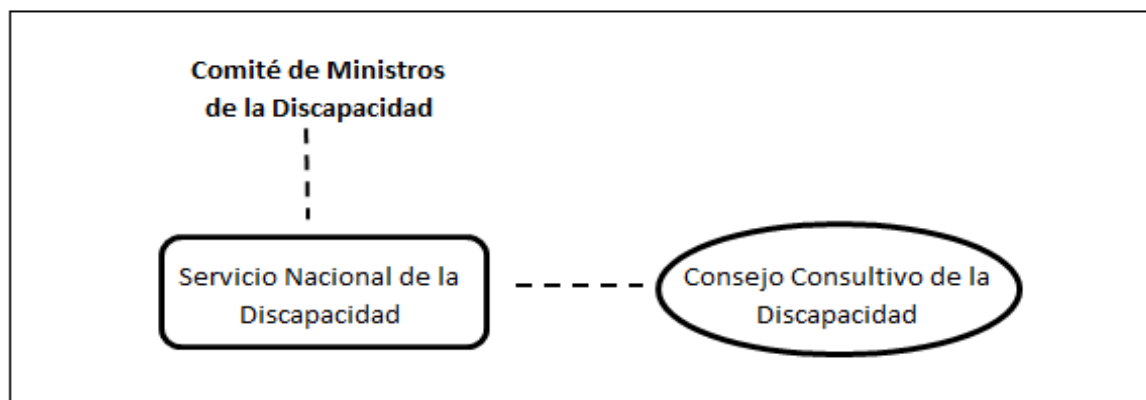 Comité de Ministros
de la Discapacidad
Servicio Nacional de la
Discapacidad
Consejo Consultivo de la
Discapacidad